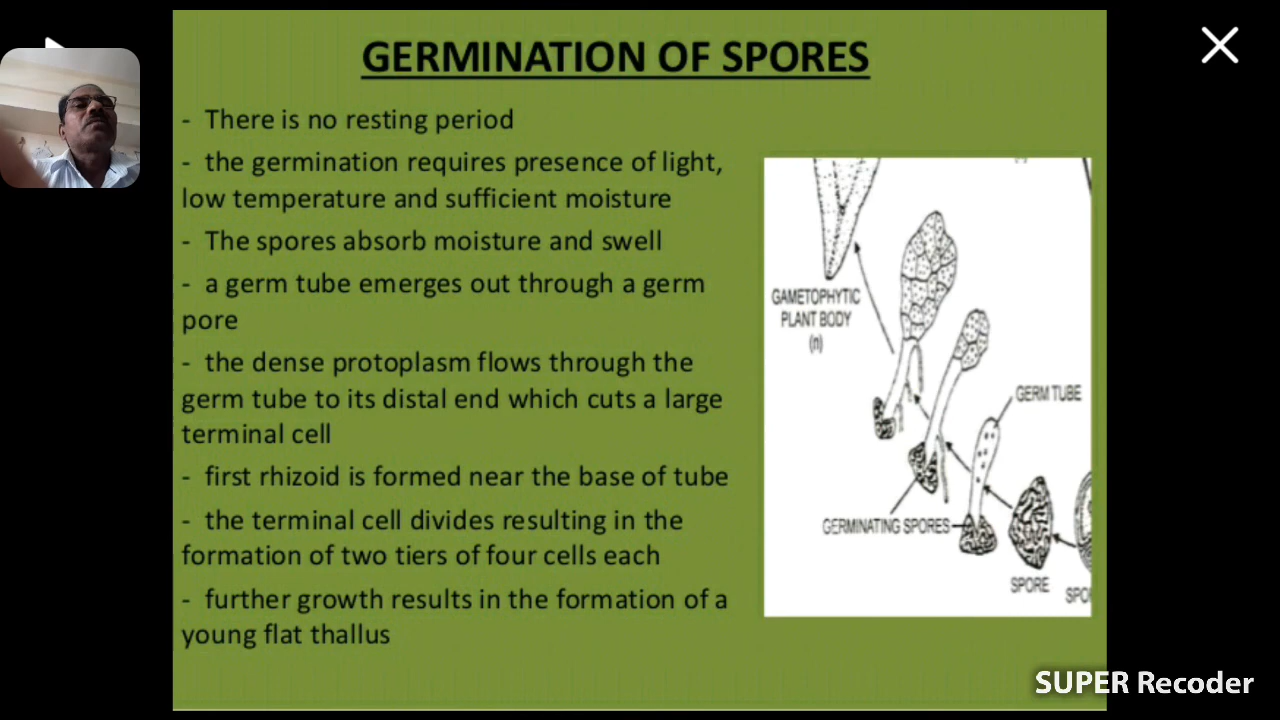 GERMINATION OF SPORES
- There is no resting period
- the germination requires presence of light,
low temperature and sufficient moisture
- The spores absorb moisture and swell
- a germ tube emerges out through a germ
pore
- the dense protoplasm flows through the
germ tube to its distal end which cuts a large
terminal cell
- first rhizoid is formed near the base of tube
- the terminal cell divides resulting in the
formation of two tiers of four cells each
- further growth results in the formation of a
young flat thallus
GAMETOPHYTIC
PLANT BODY
(n)
GERM TUBE
GERMINATING SPORES
SPORE
SPO
SUPER Recoder